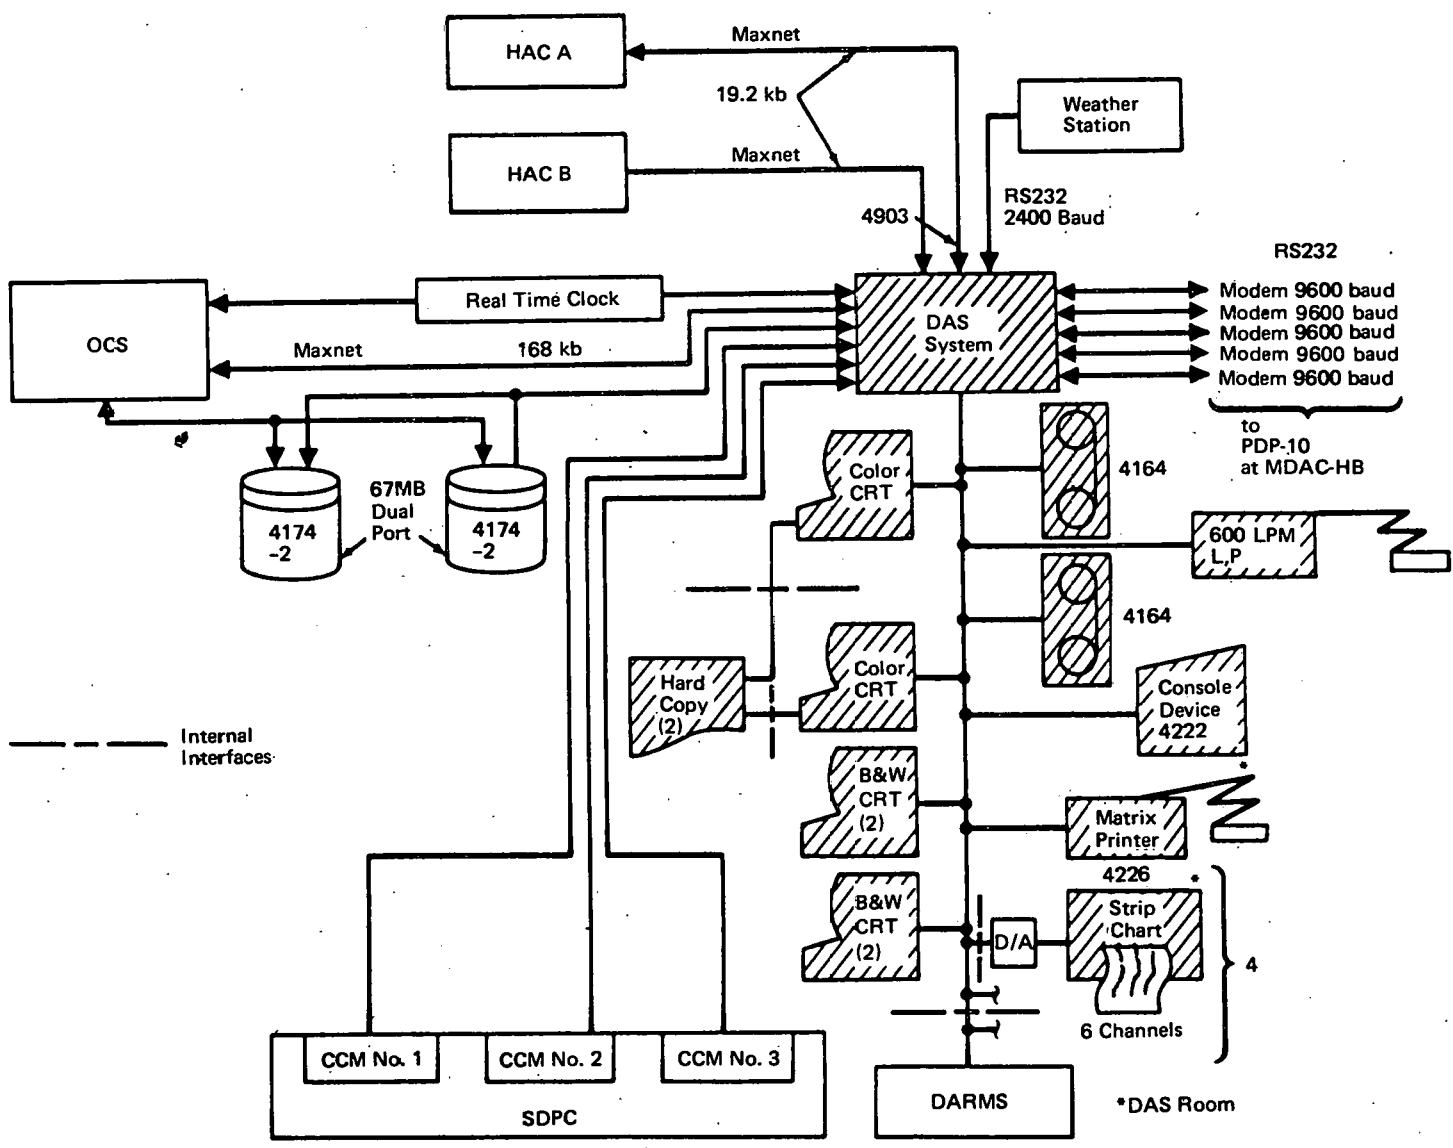 Maxnet
HAC A
19.2 kb
Weather
Station
Maxnet
HAC B
RS232
2400 Baud
4903
RS232
Real Time Clock
Modem 9600 baud
Modem 9600 baud
Modem 9600 baud
Modem 9600 baud
Modem 9600 baud
DAS
System
OCS
Maxnet
168 kb
to
PDP-10
at MDAC-HB
Color
CRT
4164
67MB
Dual
Port
4174
-2
4174
-2
600 LPM
L.P
4164
Hard
Copy
(2)
Color
CRT
Console
Device
4222
*
Internal
Interfaces
B&W
CRT
(2)
Matrix
Printer
4226
*
B&W
CRT
(2)
D/A
Strip
Chart
4
6 Channels
CCM No. 1
CCM No. 2
CCM No. 3
SDPC
DARMS
*DAS Room